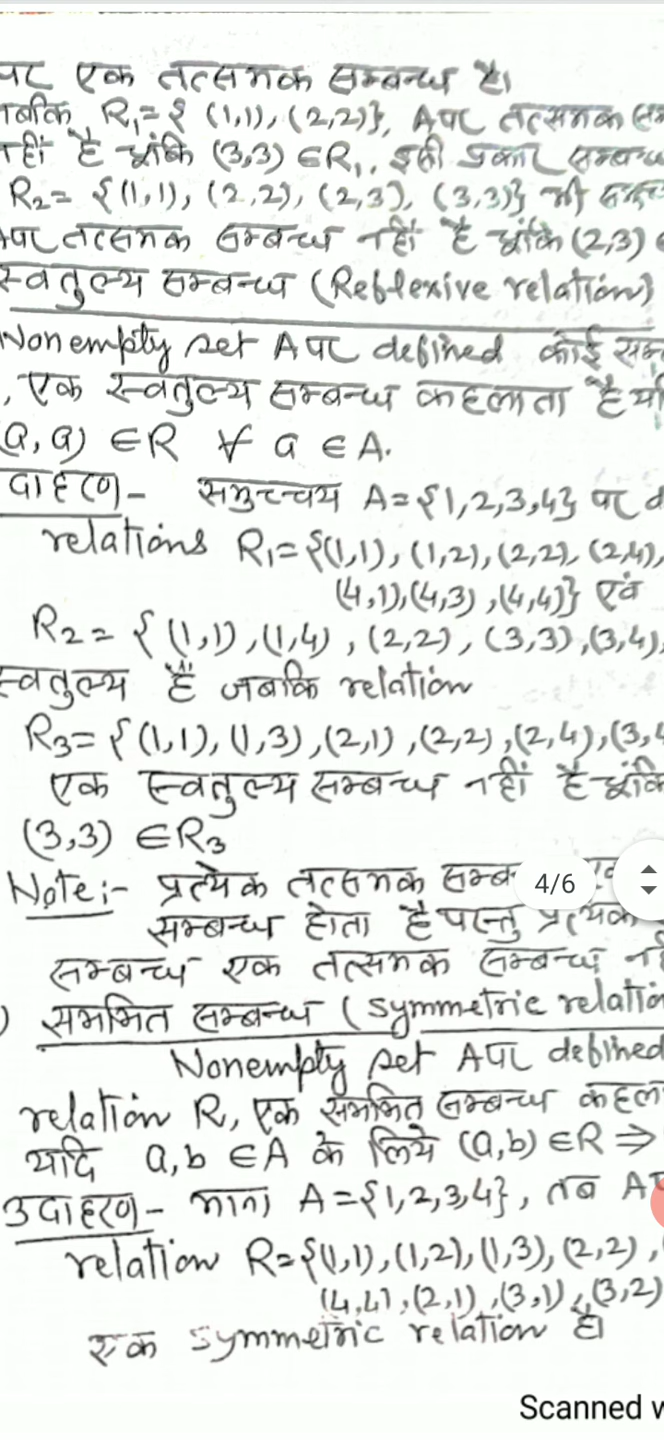 पर एक तत्समक सम्बन्ध है।
जबकि R₁= {(1,1), (2,2)}, A पर तत्समक
नहीं है क्योंकि (3,3) ∈R₁, इसी प्रकार सम्बन्ध
R₂= {(1,1), (2,2), (2,3), (3,3)} भी
A पर तत्समक सम्बन्ध नहीं है क्योंकि (2,3)
स्वतुल्य सम्बन्ध (Reflexive relation)
Nonempty set A पर defined कोई
, एक स्वतुल्य सम्बन्ध कहलाता है
(a, a) ∈R ∀ a ∈A.
उदाहरण- समुच्चय A={1,2,3,4} पर
relations R₁={(1,1), (1,2), (2,2), (2,4),
(4,1),(4,3),(4,4)} एवं
R₂= {(1,1),(1,4), (2,2), (3,3),(3,4),
स्वतुल्य हैं जबकि relation
R₃= {(1,1), (1,3),(2,1),(2,2),(2,4),(3,4
एक स्वतुल्य सम्बन्ध नहीं है क्योंकि
(3,3) ∈R₃
Note:- प्रत्येक तत्समक
4/6
सम्बन्ध होता है परन्तु प्रत्येक
सम्बन्ध एक तत्समक सम्बन्ध
) सममित सम्बन्ध (symmetric relation
Nonempty set A पर defined
relation R, एक सममित सम्बन्ध
यदि a,b ∈A के लिये (a,b) ∈R ⇒
उदाहरण- माना A={1,2,3,4}, तब A
relation R={(1,1),(1,2),(1,3),(2,2),
(4,4),(2,1),(3,1),(3,2)
एक symmetric relation है।
Scanned